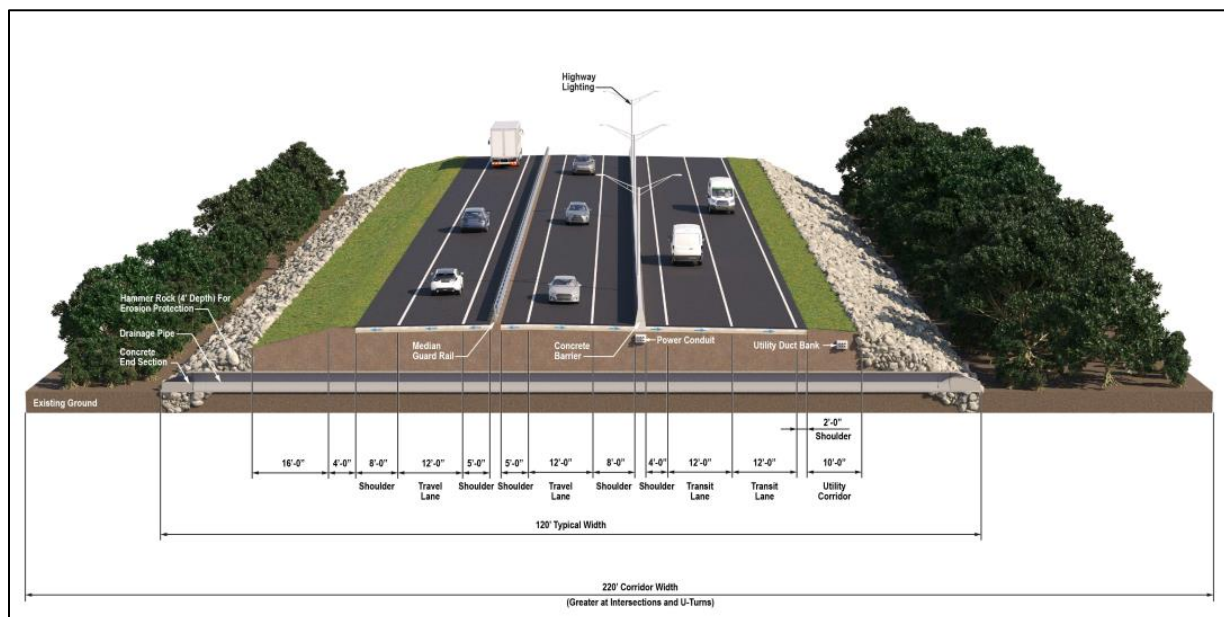 Highway
Lighting
Hammer Rock (4' Depth) For
Erosion Protection
Drainage Pipe
Concrete
End Section
Median
Guard Rail
Concrete
Barrier
Power Conduit
Utility Duct Bank
Existing Ground
2'-0"
Shoulder
16'-0" 4'-0" 8'-0" 12'-0" 5'-0" 5'-0" 12'-0" 8'-0" 4'-0" 12'-0" 12'-0" 10'-0"
Shoulder Travel Shoulder Shoulder Travel Shoulder Shoulder Transit Transit Utility
Lane Lane Lane Lane Corridor
120' Typical Width
220' Corridor Width
(Greater at Intersections and U-Turns)